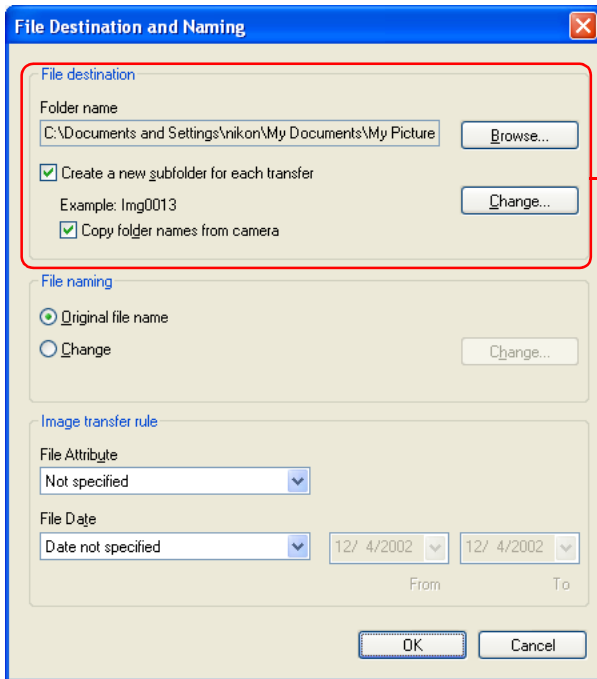 File Destination and Naming
File destination
Folder name
C:\Documents and Settings\nikon\My Documents\My Picture
Browse...
Create a new subfolder for each transfer
Example: Img0013
Change...
Copy folder names from camera
File naming
Original file name
Change
Change...
Image transfer rule
File Attribute
Not specified
File Date
Date not specified
12/ 4/2002
12/ 4/2002
From
To
OK
Cancel